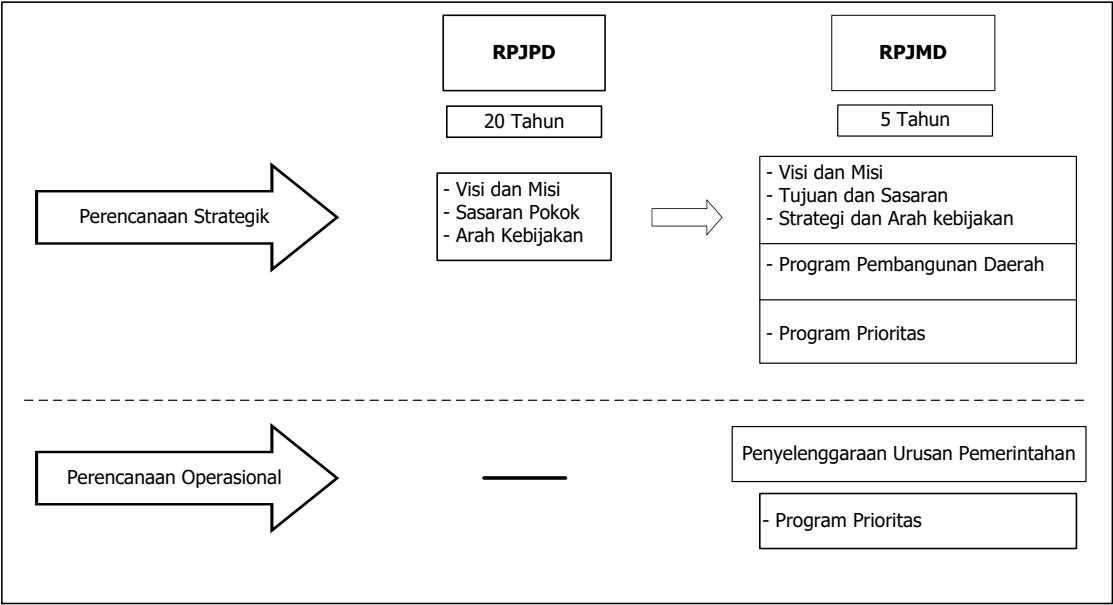 RPJPD
RPJMD
20 Tahun
5 Tahun
Perencanaan Strategik
- Visi dan Misi
- Sasaran Pokok
- Arah Kebijakan
- Visi dan Misi
- Tujuan dan Sasaran
- Strategi dan Arah kebijakan
- Program Pembangunan Daerah
- Program Prioritas
Perencanaan Operasional
Penyelenggaraan Urusan Pemerintahan
- Program Prioritas